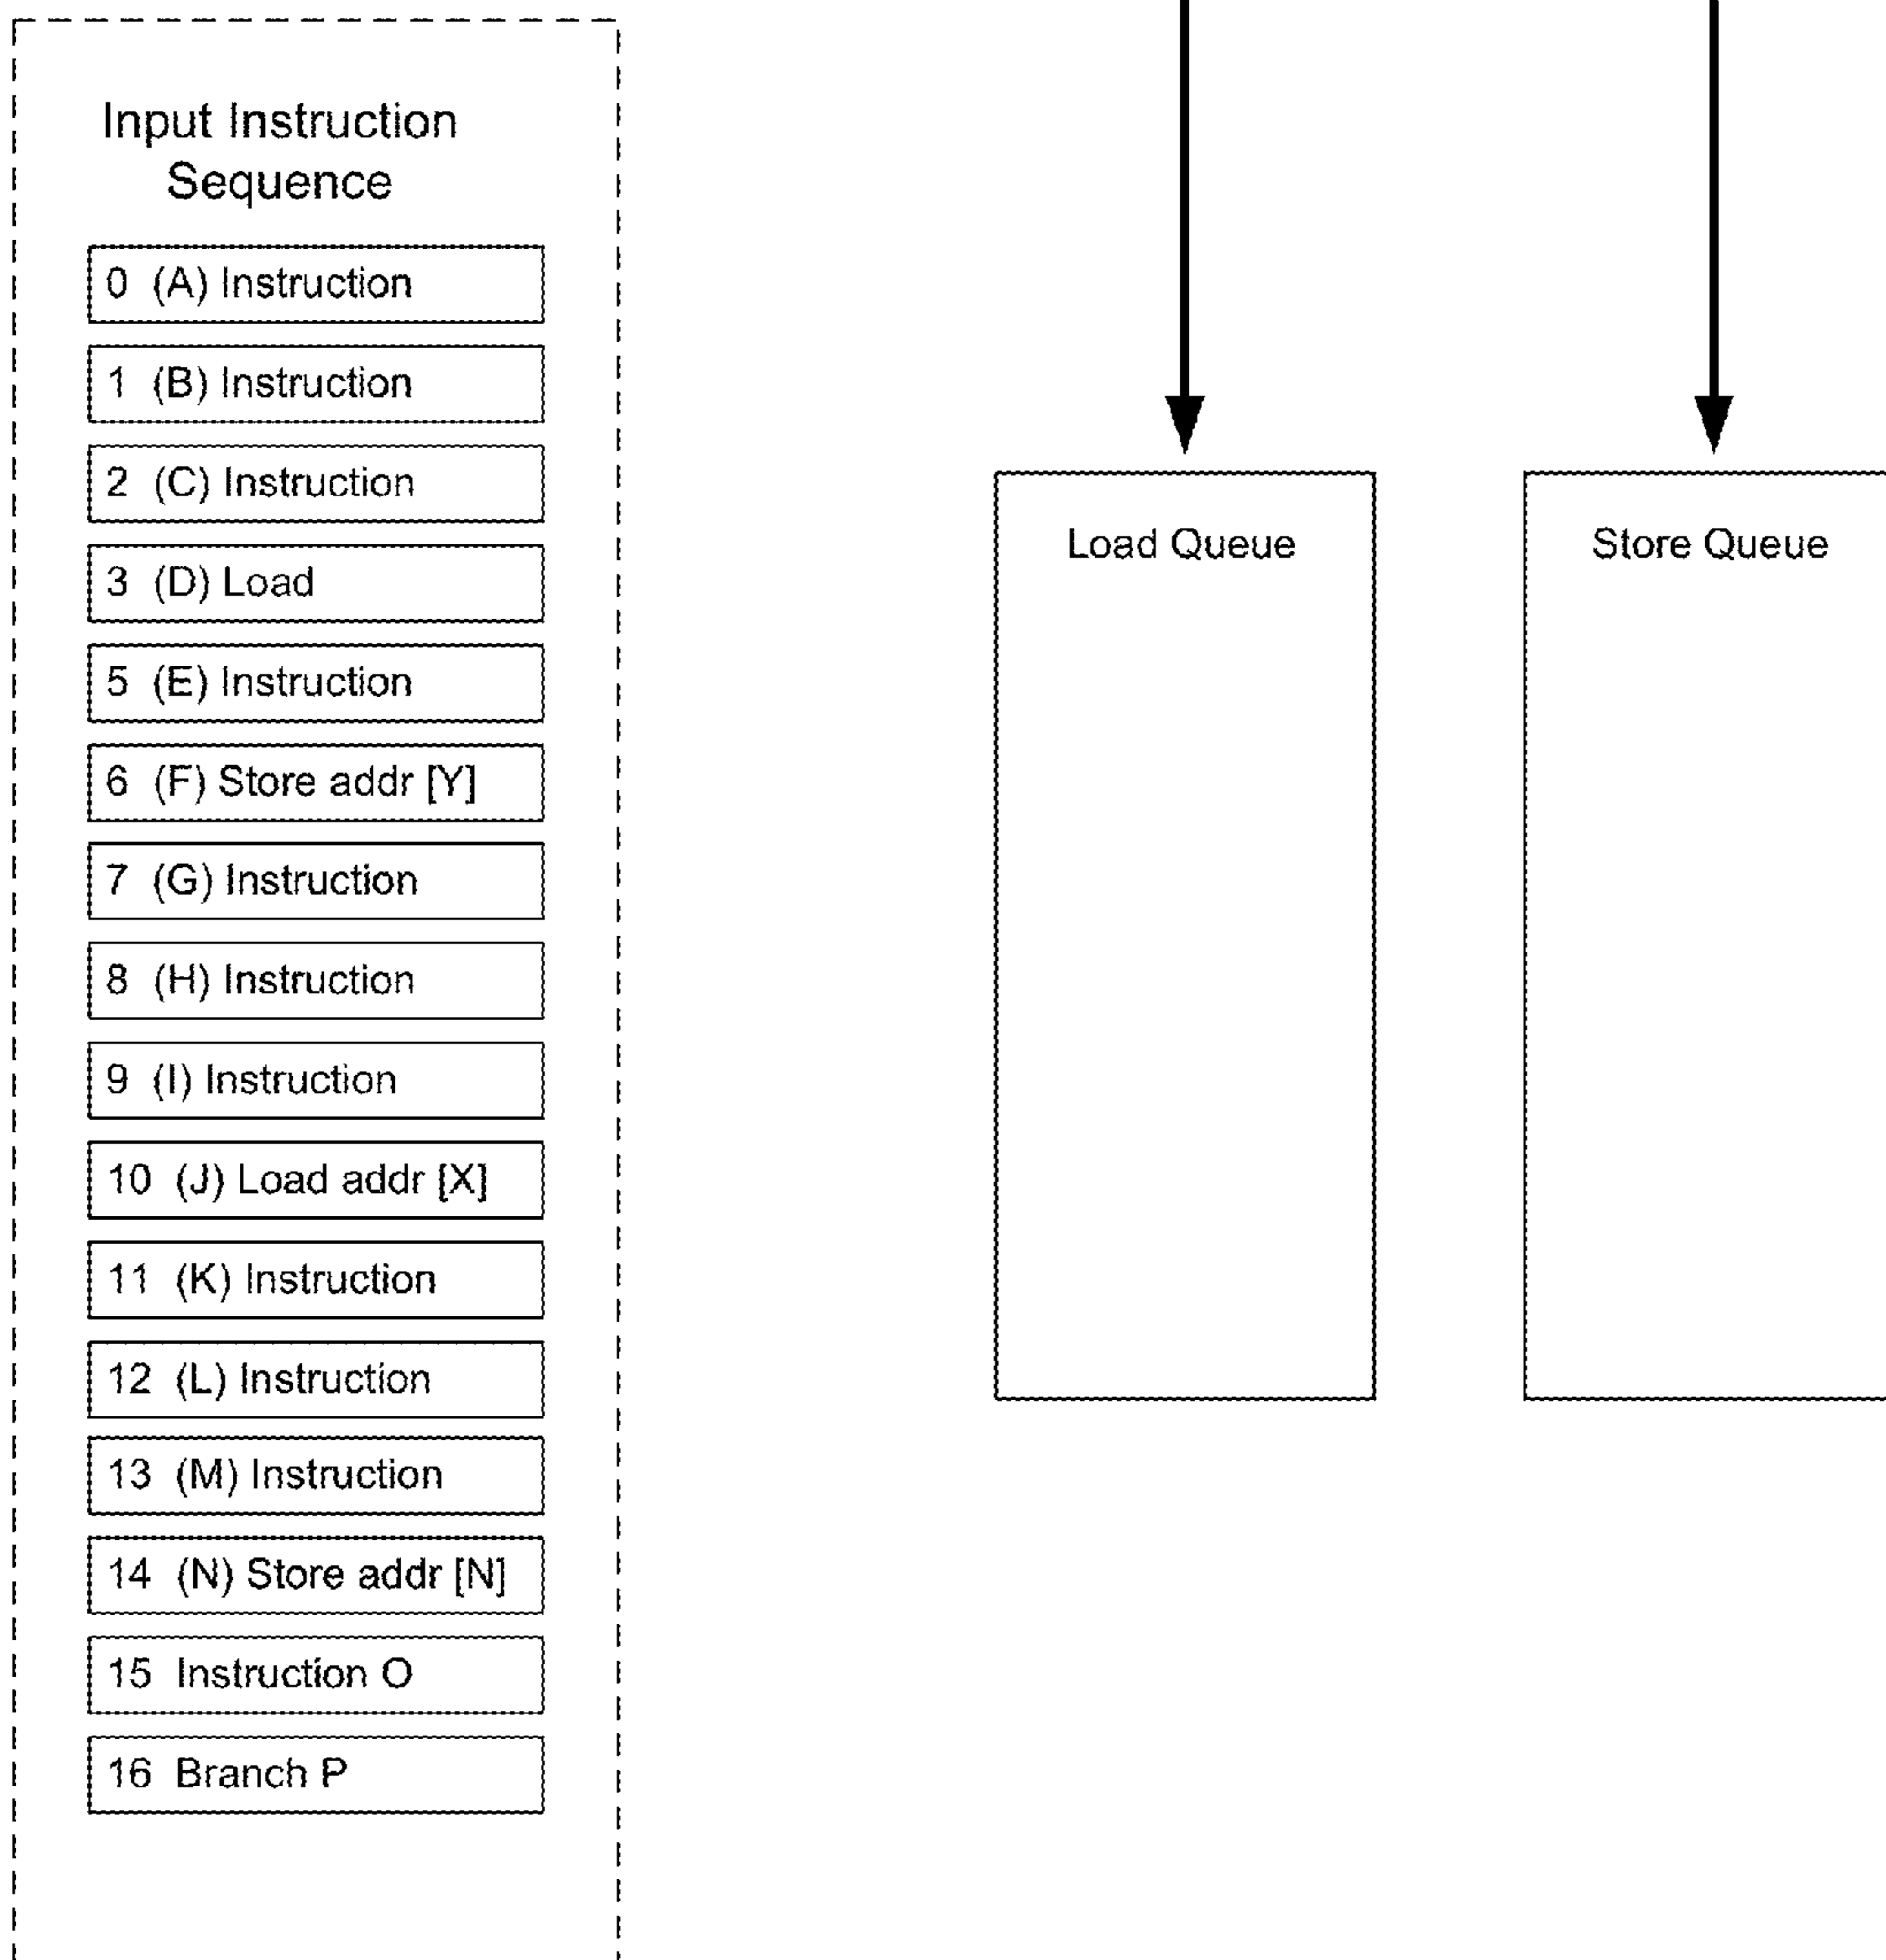 Input Instruction
Sequence
0 (A) Instruction
1 (B) Instruction
2 (C) Instruction
3 (D) Load
5 (E) Instruction
6 (F) Store addr [Y]
7 (G) Instruction
8 (H) Instruction
9 (I) Instruction
10 (J) Load addr [X]
11 (K) Instruction
12 (L) Instruction
13 (M) Instruction
14 (N) Store addr [N]
15 Instruction O
16 Branch P
Load Queue
Store Queue